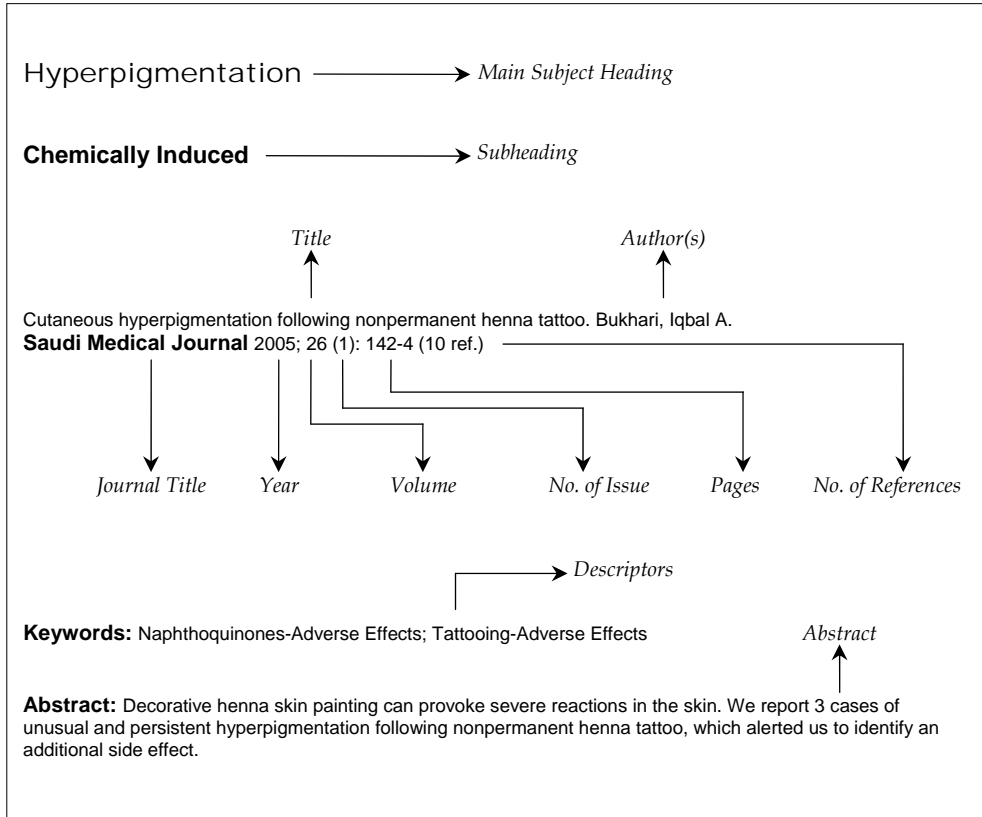 Hyperpigmentation Main Subject Heading
Chemically Induced Subheading
Title Author(s)
Cutaneous hyperpigmentation following nonpermanent henna tattoo. Bukhari, Iqbal A.
Saudi Medical Journal 2005; 26 (1): 142-4 (10 ref.)
Journal Title Year Volume No. of Issue Pages No. of References
Descriptors
Keywords: Naphthoquinones-Adverse Effects; Tattooing-Adverse Effects Abstract
Abstract: Decorative henna skin painting can provoke severe reactions in the skin. We report 3 cases of
unusual and persistent hyperpigmentation following nonpermanent henna tattoo, which alerted us to identify an
additional side effect.